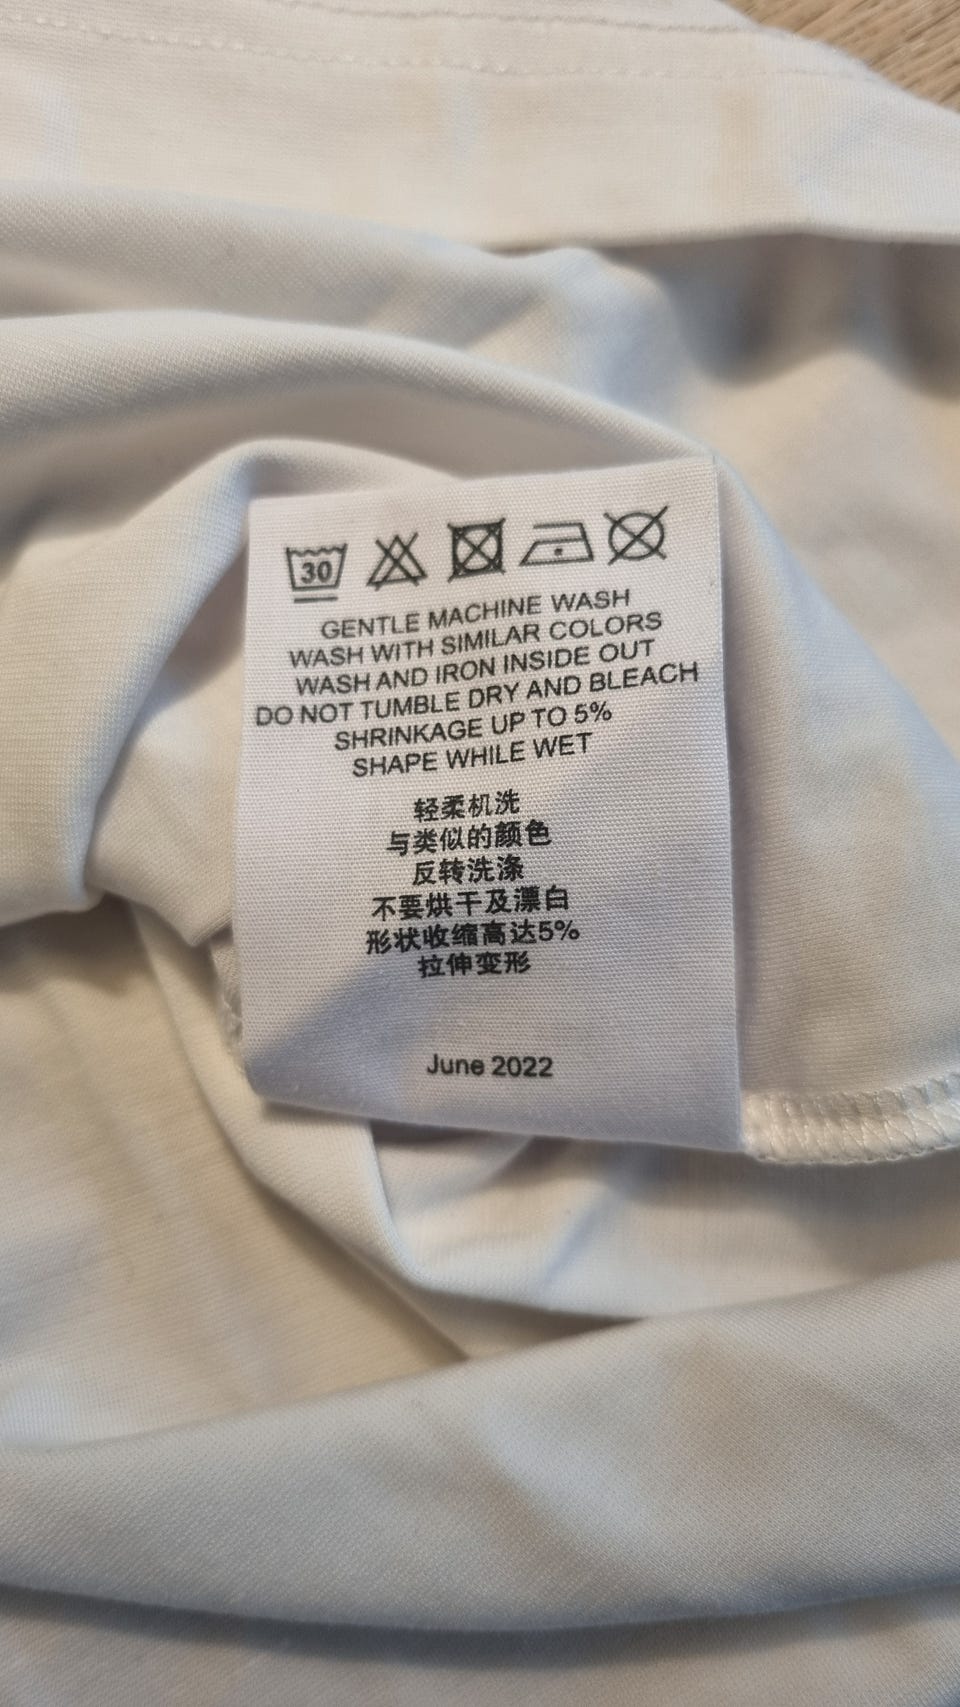 30
GENTLE MACHINE WASH
WASH WITH SIMILAR COLORS
WASH AND IRON INSIDE OUT
DO NOT TUMBLE DRY AND BLEACH
SHRINKAGE UP TO 5%
SHAPE WHILE WET
轻柔机洗
与类似的颜色
反转洗涤
不要烘干及漂白
形状收缩高达5%
拉伸变形
June 2022